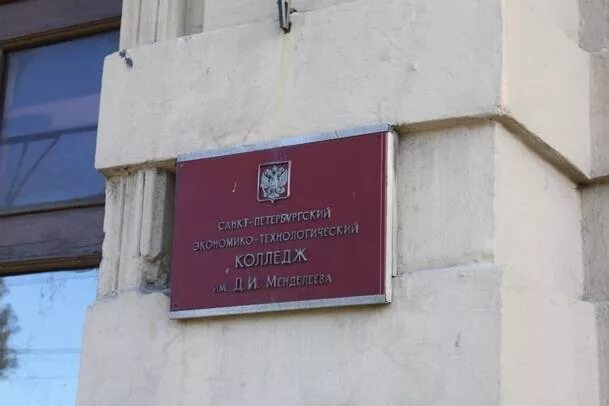 САНКТ-ПЕТЕРБУРГСКИЙ
ЭКОНОМИКО-ТЕХНОЛОГИЧЕСКИЙ
КОЛЛЕДЖ
ИМ. Д.И. МЕНДЕЛЕЕВА